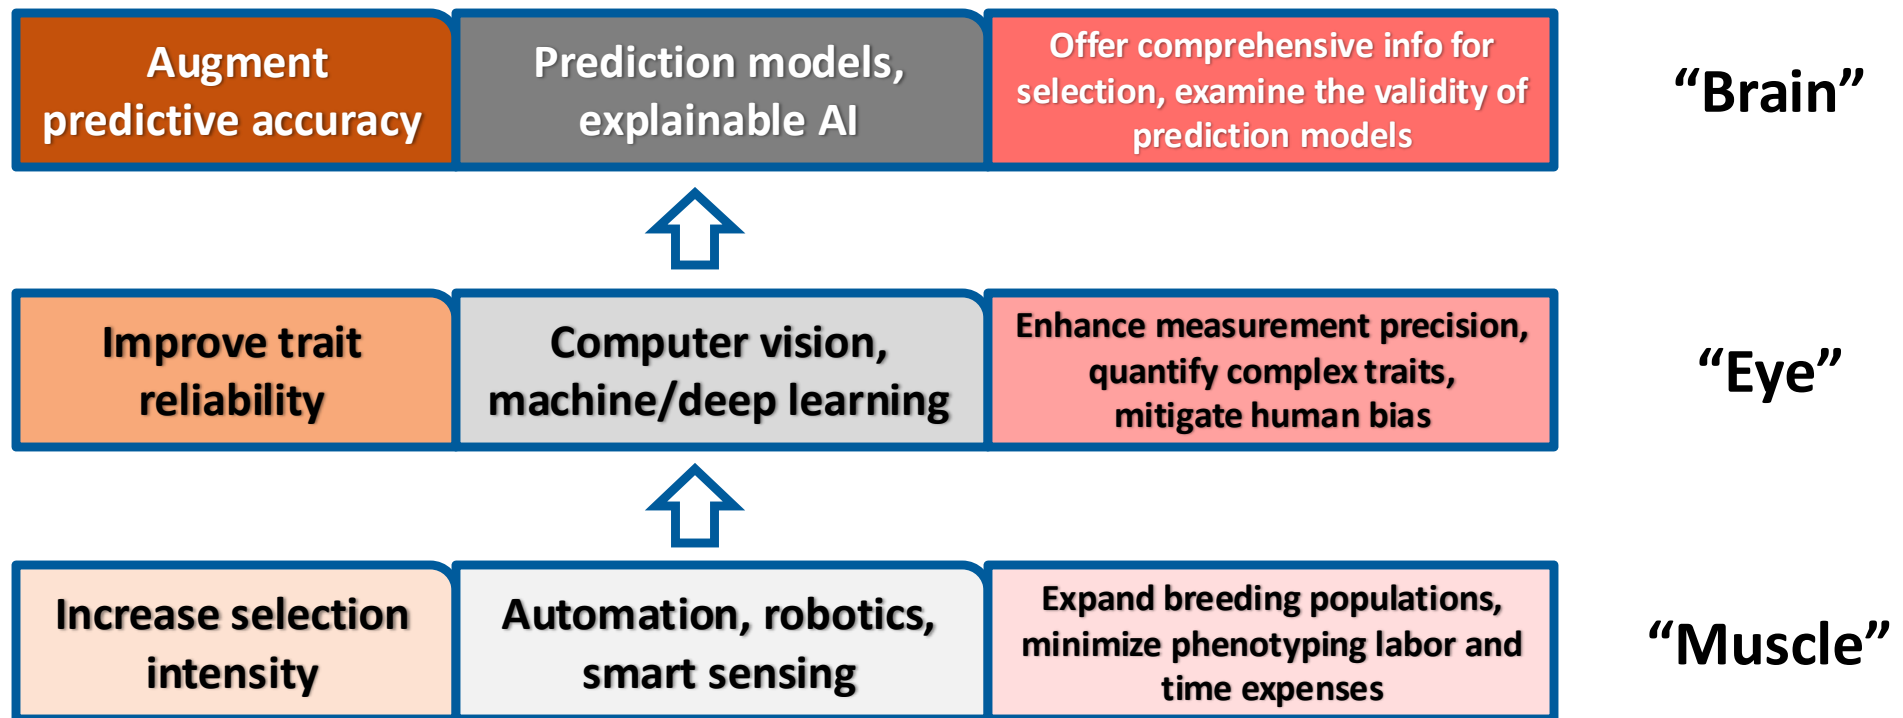 Augment
predictive accuracy
Prediction models,
explainable AI
Offer comprehensive info for
selection, examine the validity of
prediction models
“Brain”
Improve trait
reliability
Computer vision,
machine/deep learning
Enhance measurement precision,
quantify complex traits,
mitigate human bias
“Eye”
Increase selection
intensity
Automation, robotics,
smart sensing
Expand breeding populations,
minimize phenotyping labor and
time expenses
“Muscle”